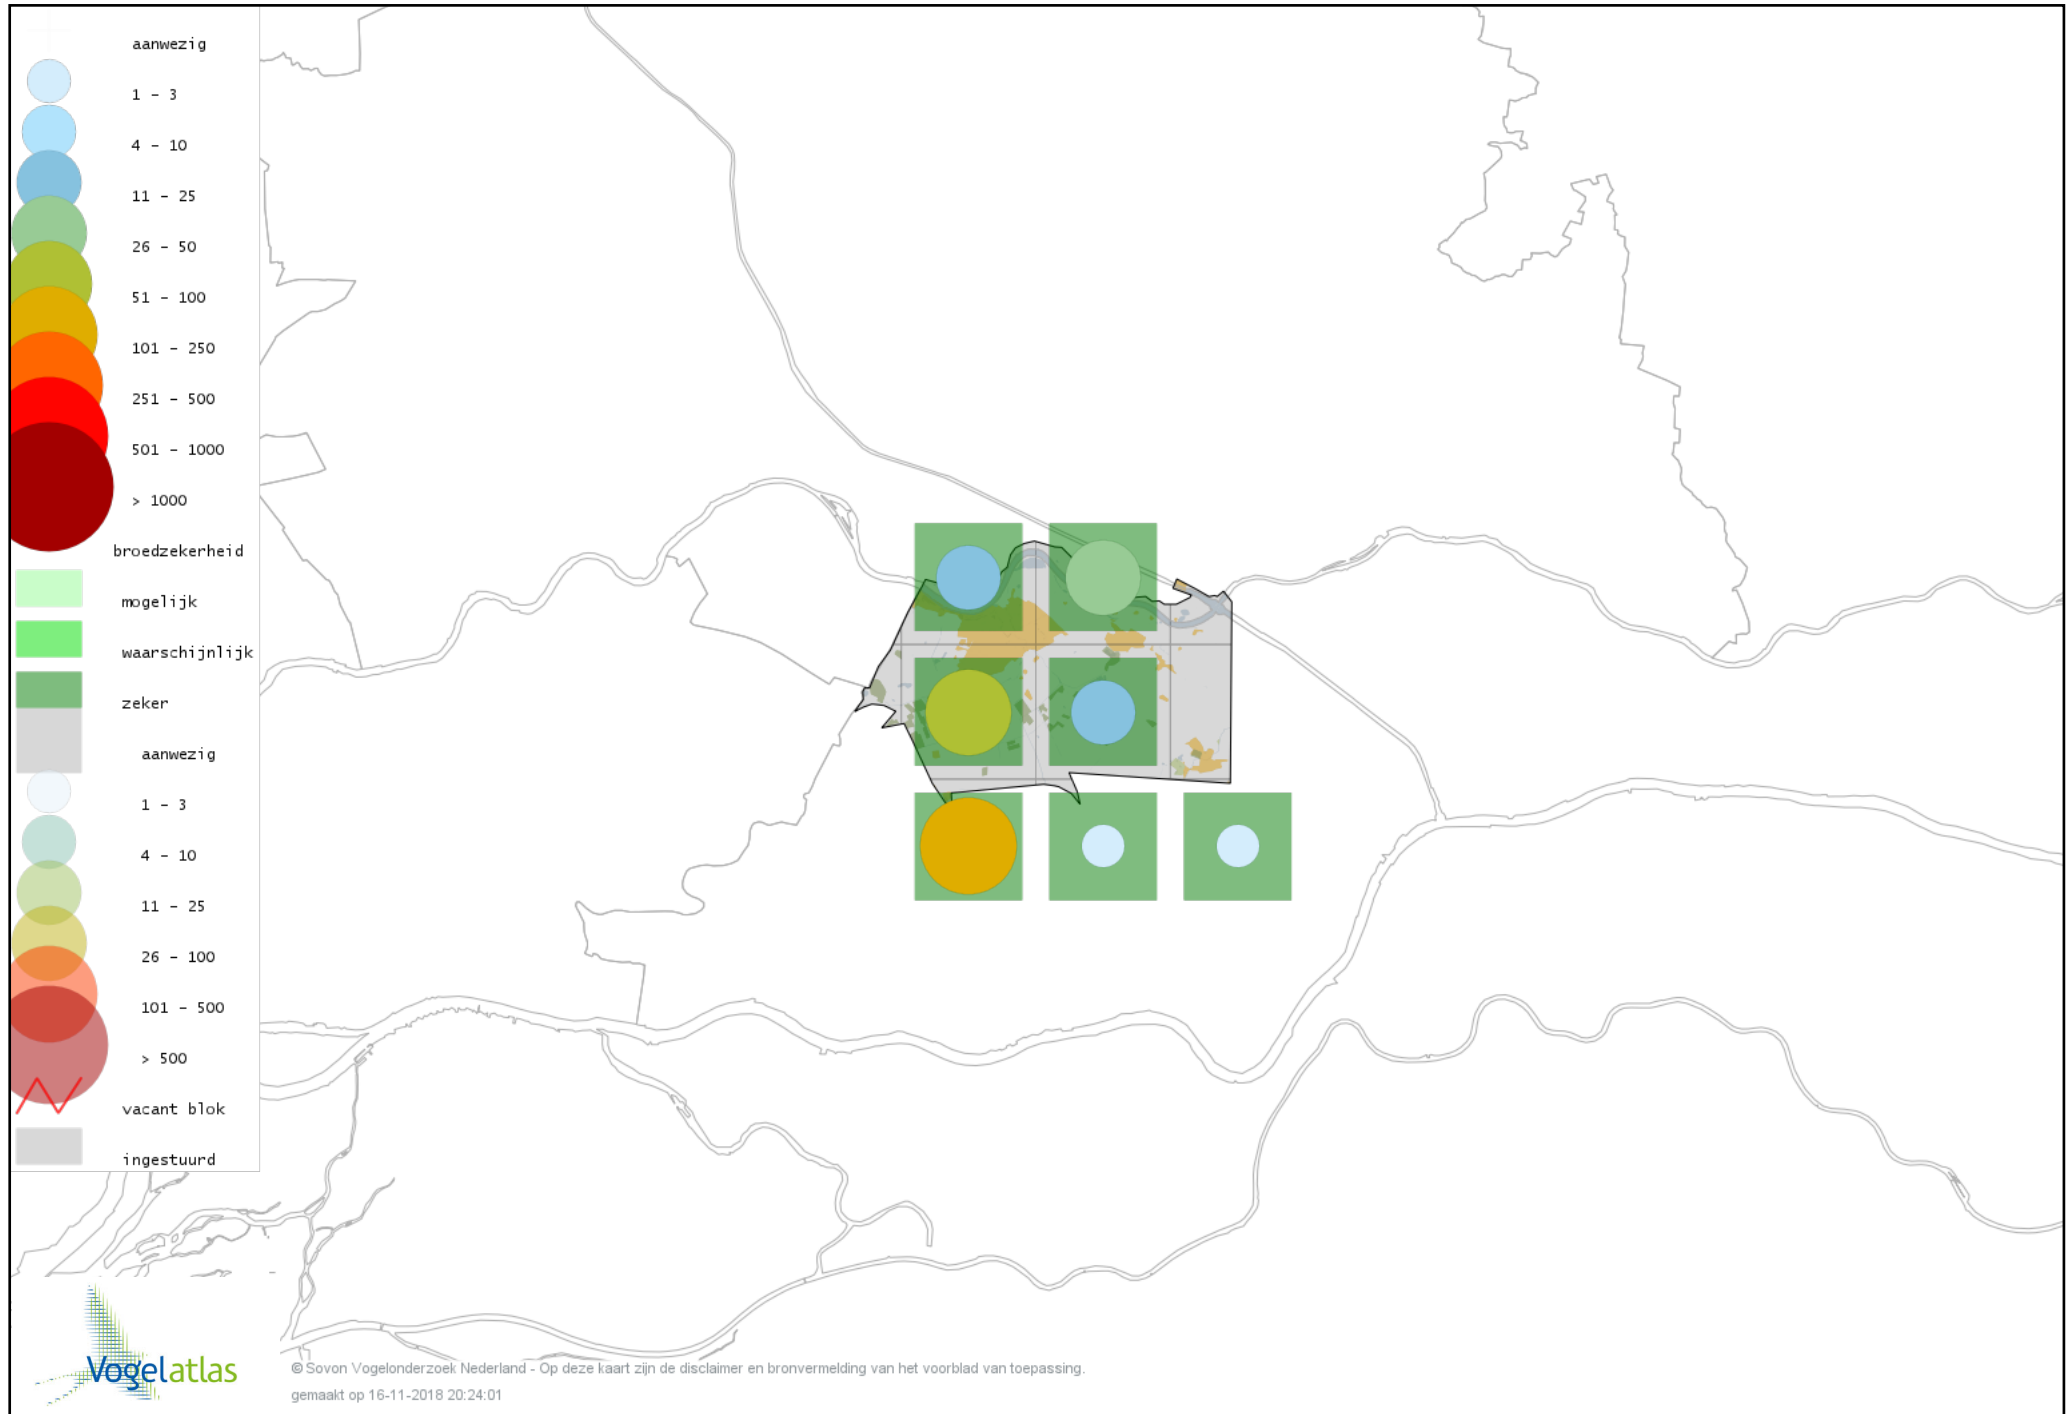 aanwezig
1 - 3
4 - 10
11 - 25
26 - 50
51 - 100
101 - 250
251 - 500
501 - 1000
> 1000
broedzekerheid
mogelijk
waarschijnlijk
zeker
aanwezig
1 - 3
4 - 10
11 - 25
26 - 100
101 - 500
> 500
vacant blok
ingestuurd
Vogelatlas
© Sovon Vogelonderzoek Nederland - Op deze kaart zijn de disclaimer en bronvermelding van het voorblad van toepassing.
gemaakt op 16-11-2018 20:24:01